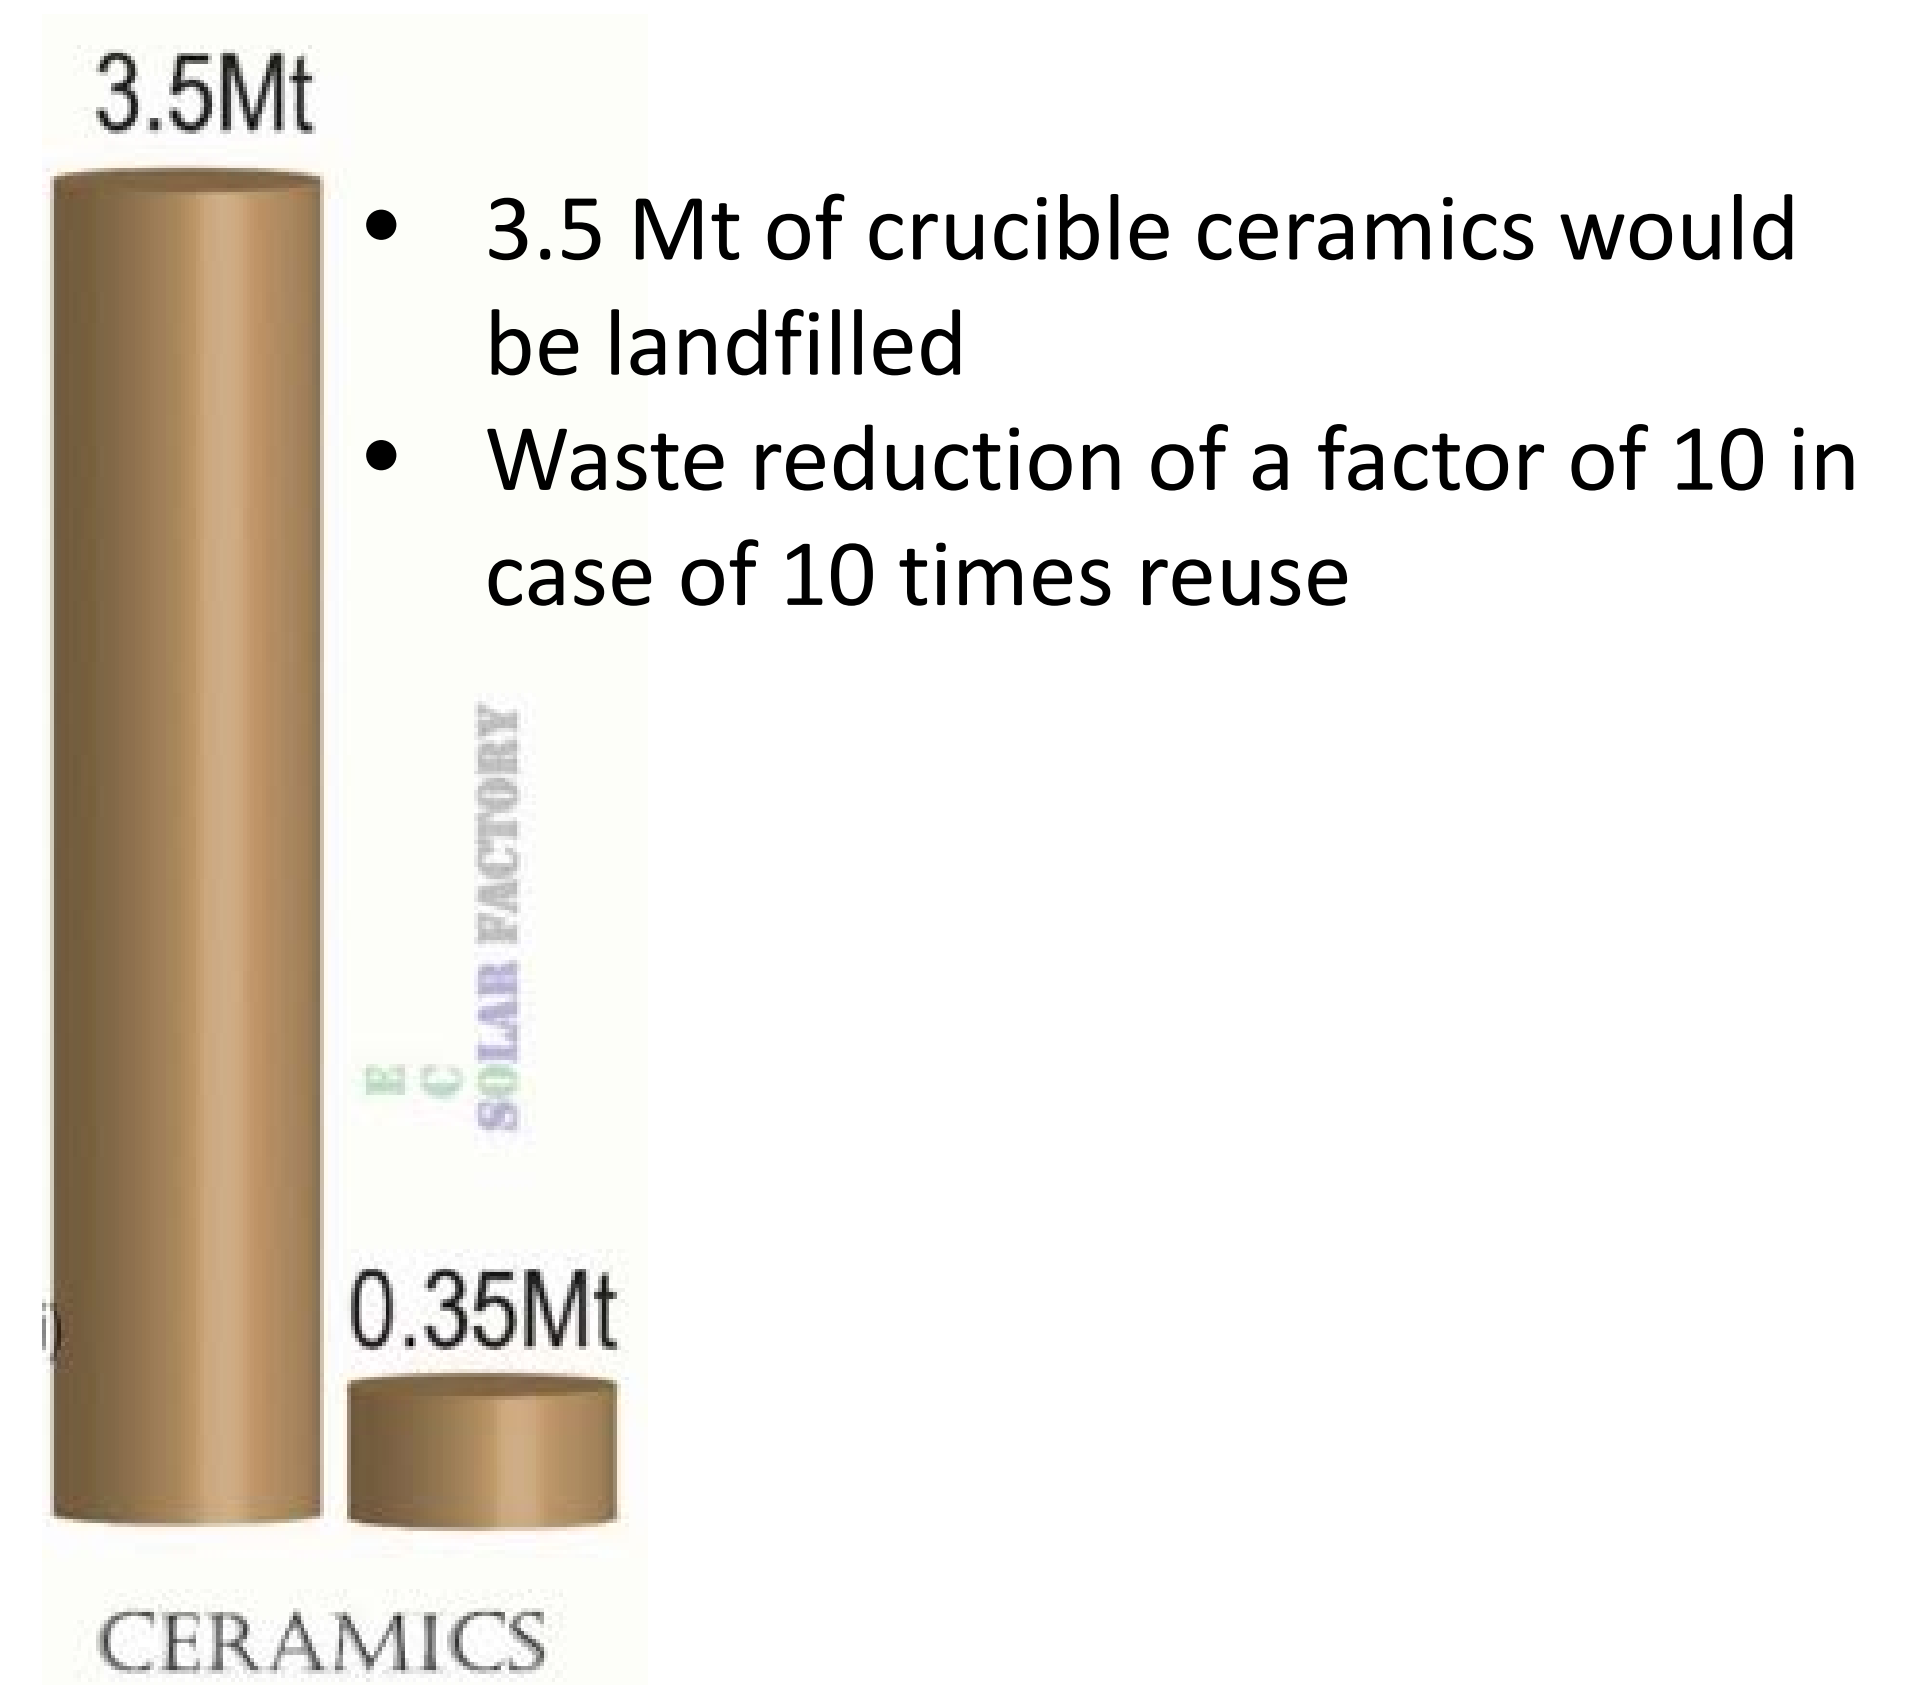 3.5Mt
• 3.5 Mt of crucible ceramics would
be landfilled
• Waste reduction of a factor of 10 in
case of 10 times reuse
E
C
SOLAR FACTORY
0.35Mt
CERAMICS